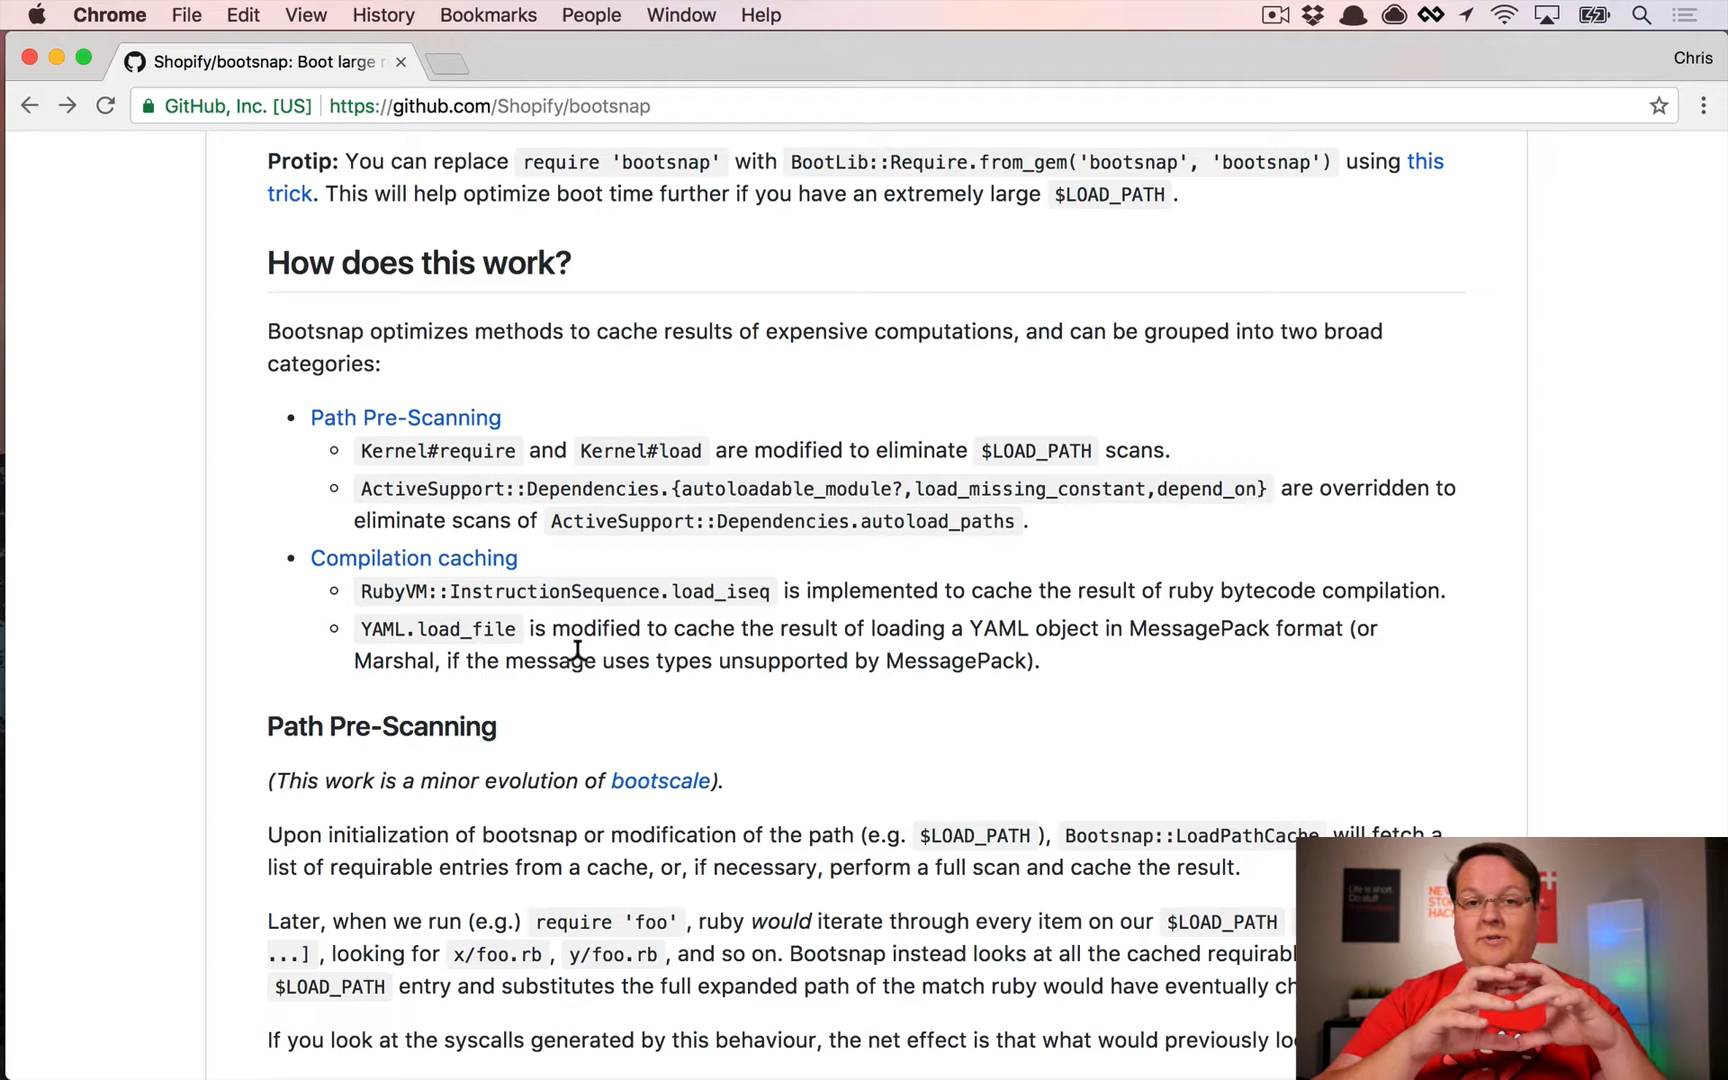 Chrome File Edit View History Bookmarks People Window Help
Shopify/bootsnap: Boot large
Chris
GitHub, Inc. [US] https://github.com/Shopify/bootsnap
Protip: You can replace require 'bootsnap' with BootLib::Require.from_gem('bootsnap', 'bootsnap') using this
trick. This will help optimize boot time further if you have an extremely large $LOAD_PATH .
How does this work?
Bootsnap optimizes methods to cache results of expensive computations, and can be grouped into two broad
categories:
• Path Pre-Scanning
Kernel#require and Kernel#load are modified to eliminate $LOAD_PATH scans.
ActiveSupport::Dependencies.{autoloadable_module?,load_missing_constant,depend_on} are overridden to
eliminate scans of ActiveSupport::Dependencies.autoload_paths .
• Compilation caching
RubyVM::InstructionSequence.load_iseq is implemented to cache the result of ruby bytecode compilation.
YAML.load_file is modified to cache the result of loading a YAML object in MessagePack format (or
Marshal, if the message uses types unsupported by MessagePack).
Path Pre-Scanning
(This work is a minor evolution of bootscale).
Upon initialization of bootsnap or modification of the path (e.g. $LOAD_PATH ), Bootsnap::LoadPathCache will fetch a
list of requirable entries from a cache, or, if necessary, perform a full scan and cache the result.
Later, when we run (e.g.) require 'foo' , ruby would iterate through every item on our $LOAD_PATH
...] , looking for x/foo.rb , y/foo.rb , and so on. Bootsnap instead looks at all the cached requirabl
$LOAD_PATH entry and substitutes the full expanded path of the match ruby would have eventually ch
If you look at the syscalls generated by this behaviour, the net effect is that what would previously lo
Life is short.
Do stuff